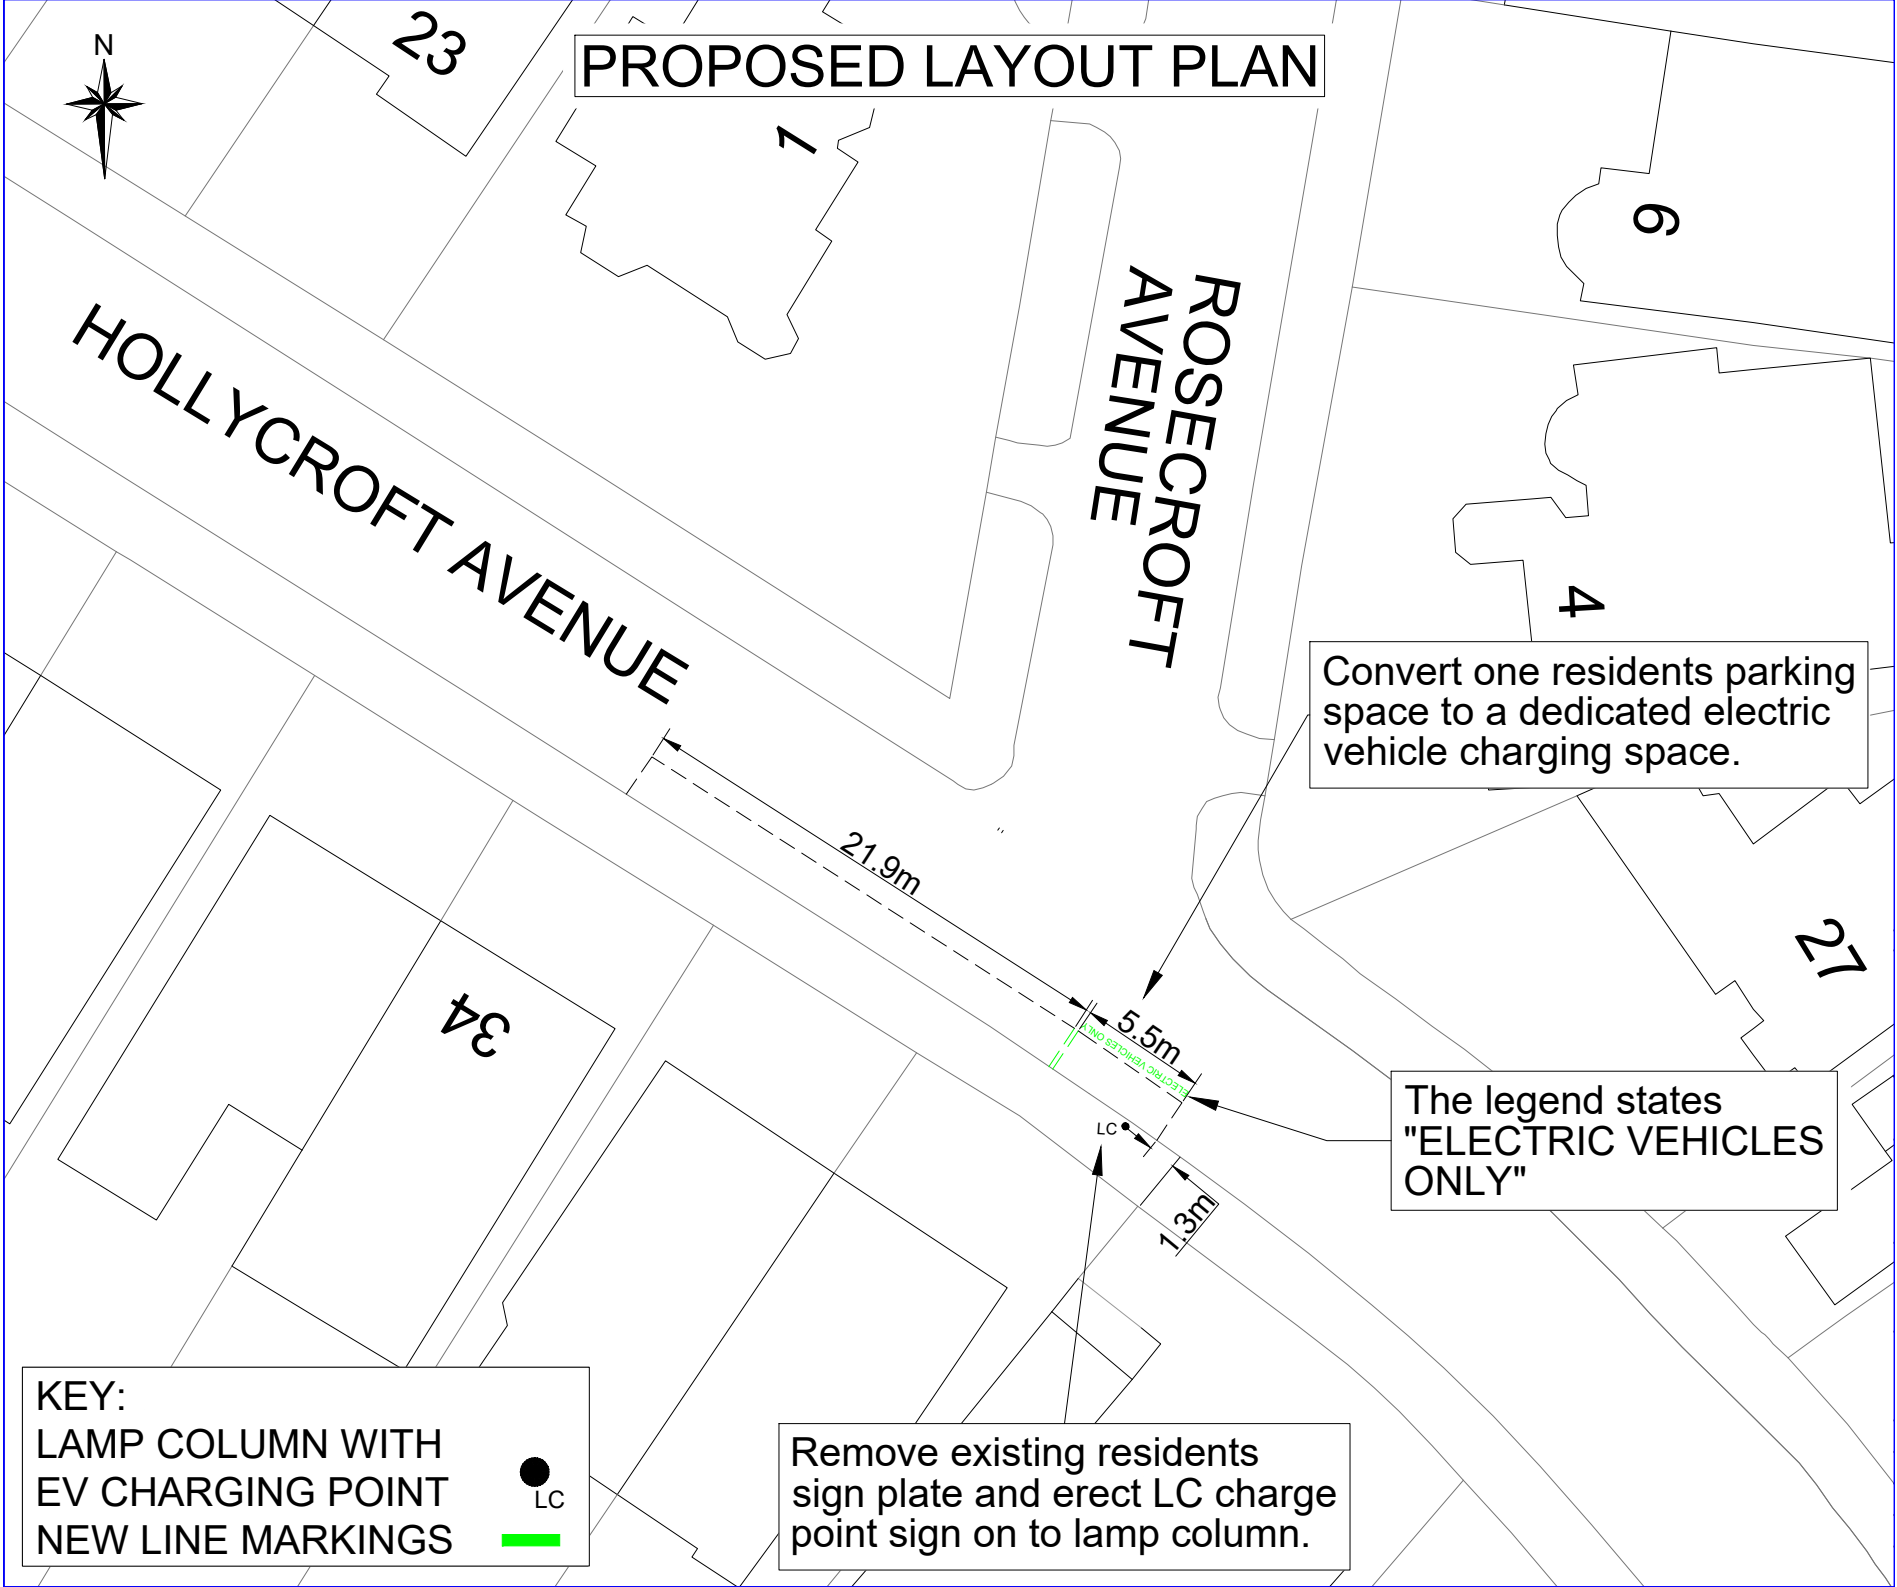 PROPOSED LAYOUT PLAN
N
23
1
6
HOLLYCROFT AVENUE
ROSECROFT
AVENUE
4
Convert one residents parking
space to a dedicated electric
vehicle charging space.
21.9m
27
34
5.5m
ELECTRIC VEHICLES ONLY
The legend states
"ELECTRIC VEHICLES
ONLY"
LC
1.3m
KEY:
LAMP COLUMN WITH
EV CHARGING POINT
LC
NEW LINE MARKINGS
Remove existing residents
sign plate and erect LC charge
point sign on to lamp column.